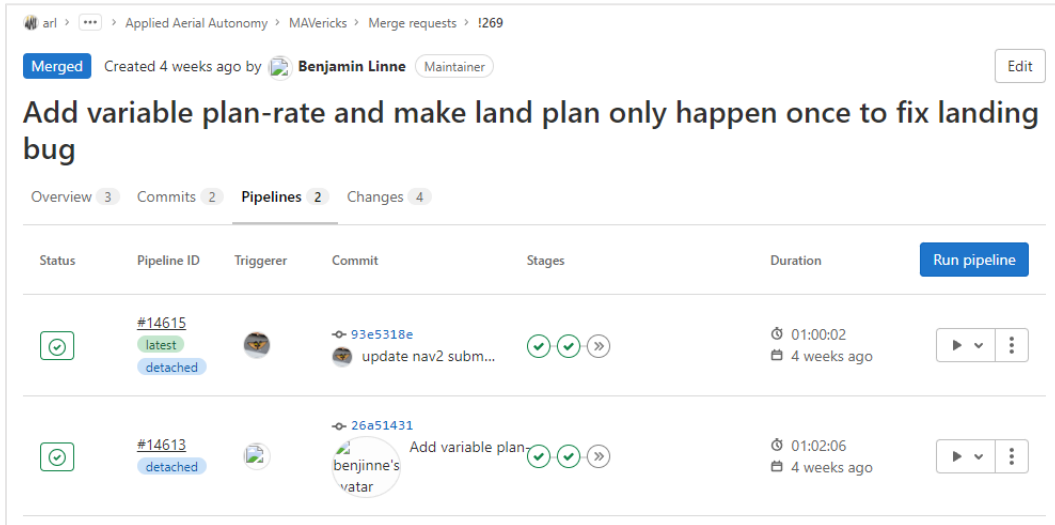 arl > ... > Applied Aerial Autonomy > MAVericks > Merge requests > !269
Merged Created 4 weeks ago by Benjamin Linne Maintainer Edit
Add variable plan-rate and make land plan only happen once to fix landing
bug
Overview 3 Commits 2 Pipelines 2 Changes 4
Status Pipeline ID Triggerer Commit Stages Duration Run pipeline
#14615
latest
detached
93e5318e
update nav2 subm...
01:00:02
4 weeks ago
#14613
detached
26a51431
benjinne's
vatar
Add variable plan-
01:02:06
4 weeks ago